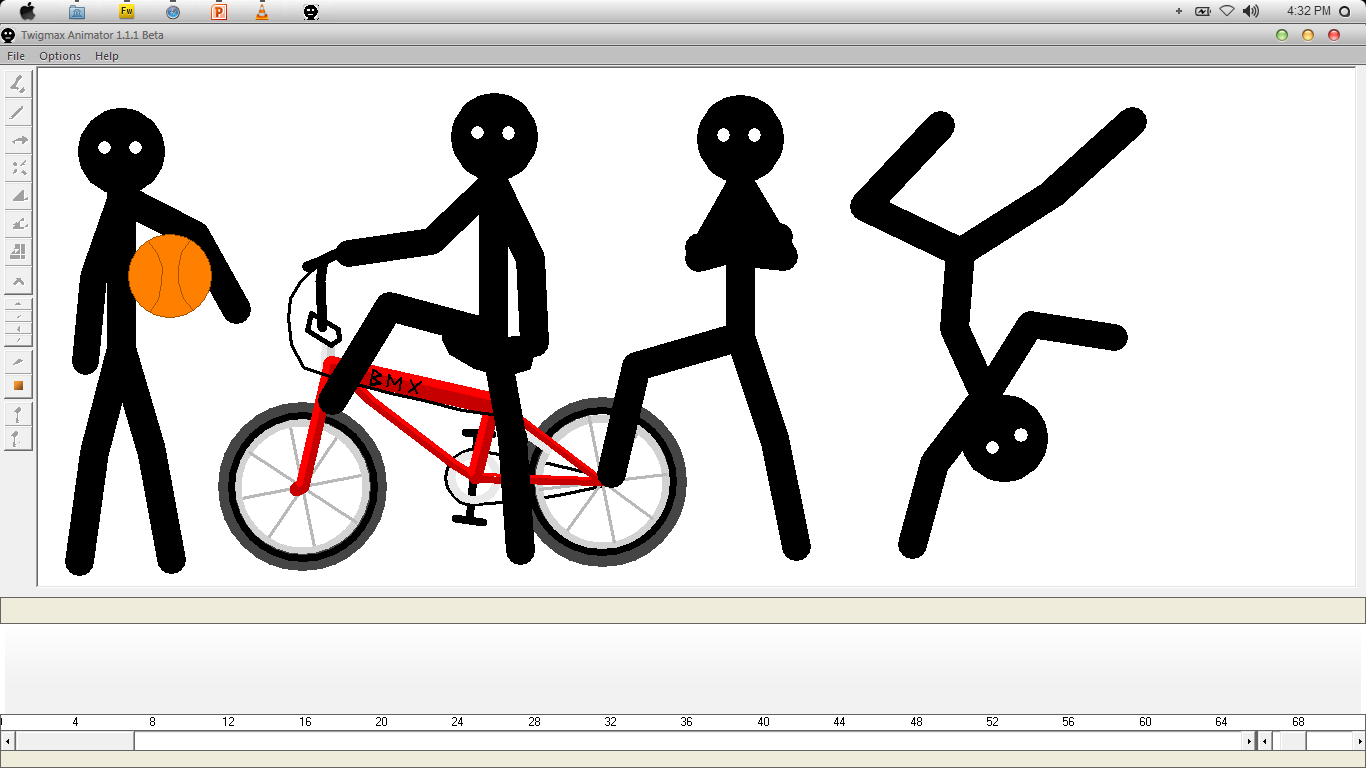 Fw
P
4:32 PM
Twigmax Animator 1.1.1 Beta
File Options Help
BMX
4 8 12 16 20 24 28 32 36 40 44 48 52 56 60 64 68